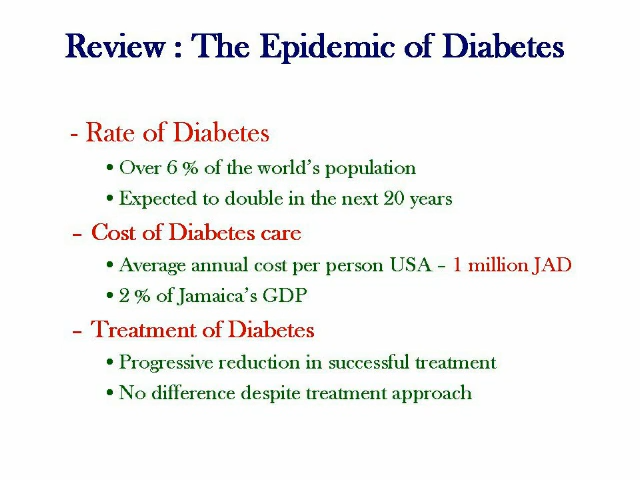 Review : The Epidemic of Diabetes
- Rate of Diabetes
• Over 6 % of the world's population
• Expected to double in the next 20 years
– Cost of Diabetes care
• Average annual cost per person USA – 1 million JAD
• 2 % of Jamaica's GDP
– Treatment of Diabetes
• Progressive reduction in successful treatment
• No difference despite treatment approach